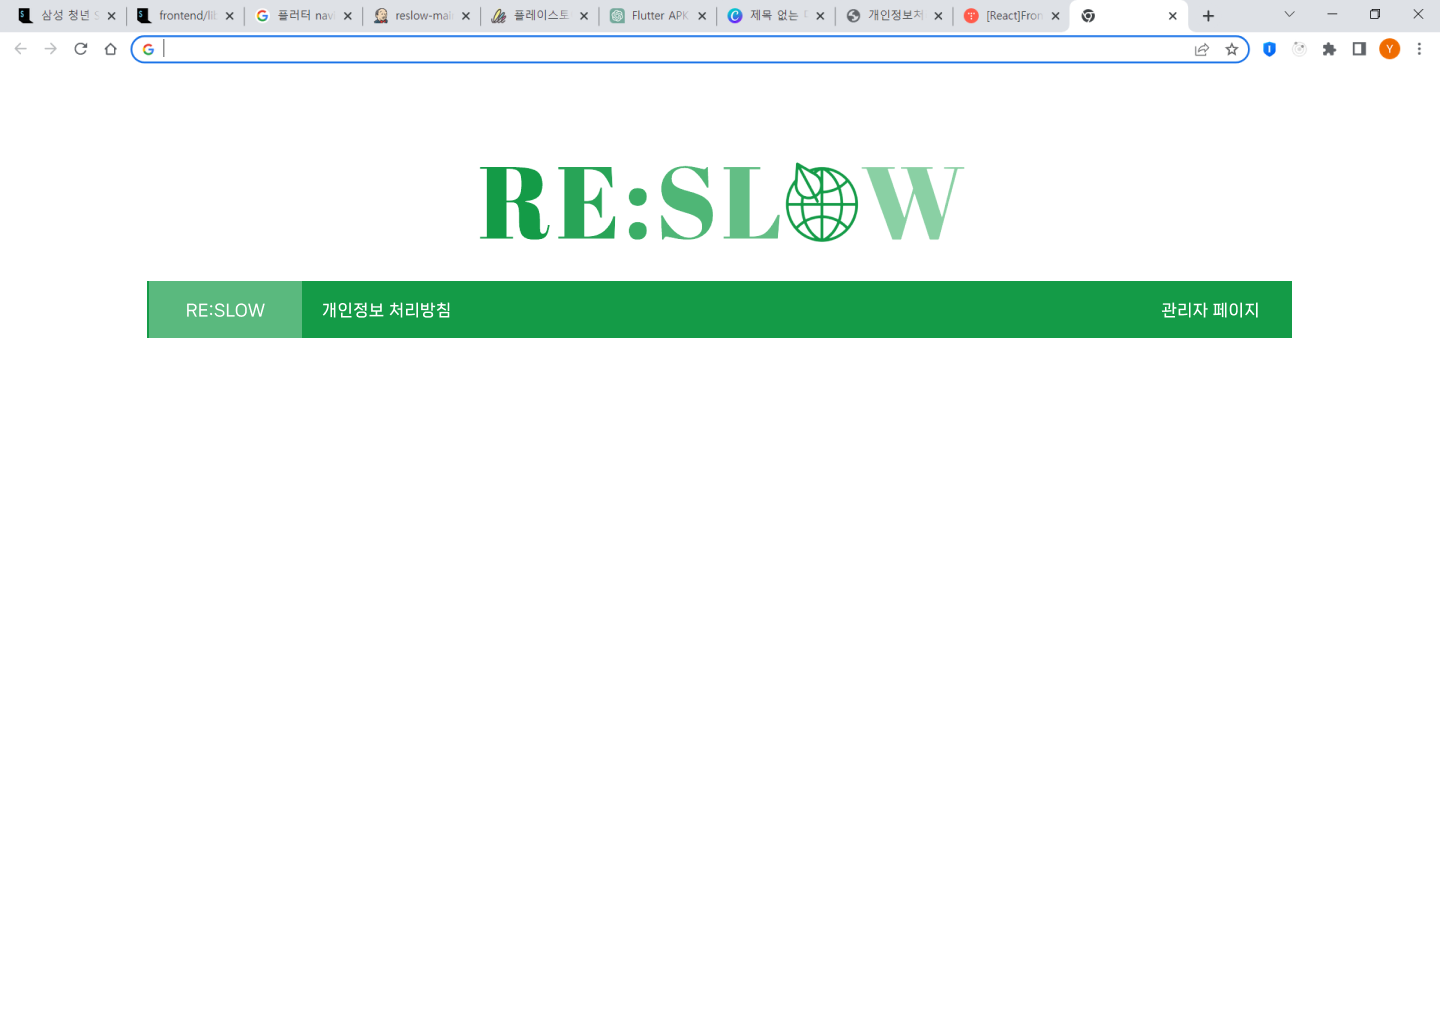 삼성 청년 S
frontend/lib
플러터 navi
reslow-mai
플레이스토
Flutter APK
제목 없는
개인정보처
[React]Fron
Y
RE:SLOW
RE:SLOW
개인정보 처리방침
관리자 페이지